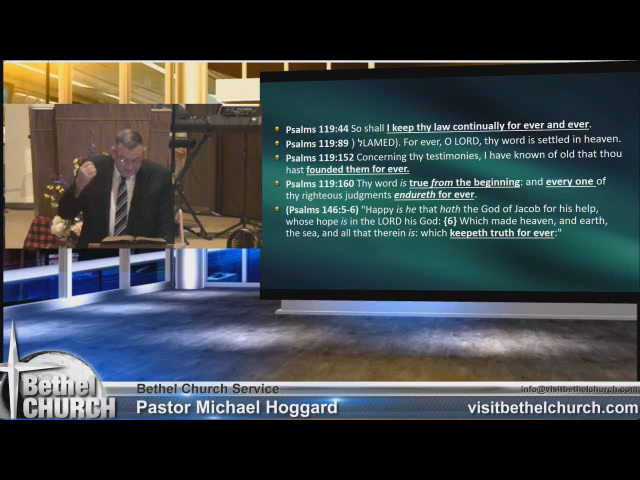 Psalms 119:44 So shall I keep thy law continually for ever and ever.
Psalms 119:89 ) לLAMED). For ever, O LORD, thy word is settled in heaven.
Psalms 119:152 Concerning thy testimonies, I have known of old that thou
hast founded them for ever.
Psalms 119:160 Thy word is true from the beginning: and every one of
thy righteous judgments endureth for ever.
(Psalms 146:5-6) "Happy is he that hath the God of Jacob for his help,
whose hope is in the LORD his God: {6} Which made heaven, and earth,
the sea, and all that therein is: which keepeth truth for ever:"
Bethel
CHURCH
Bethel Church Service
info@visitbethelchurch.com
Pastor Michael Hoggard
visitbethelchurch.com